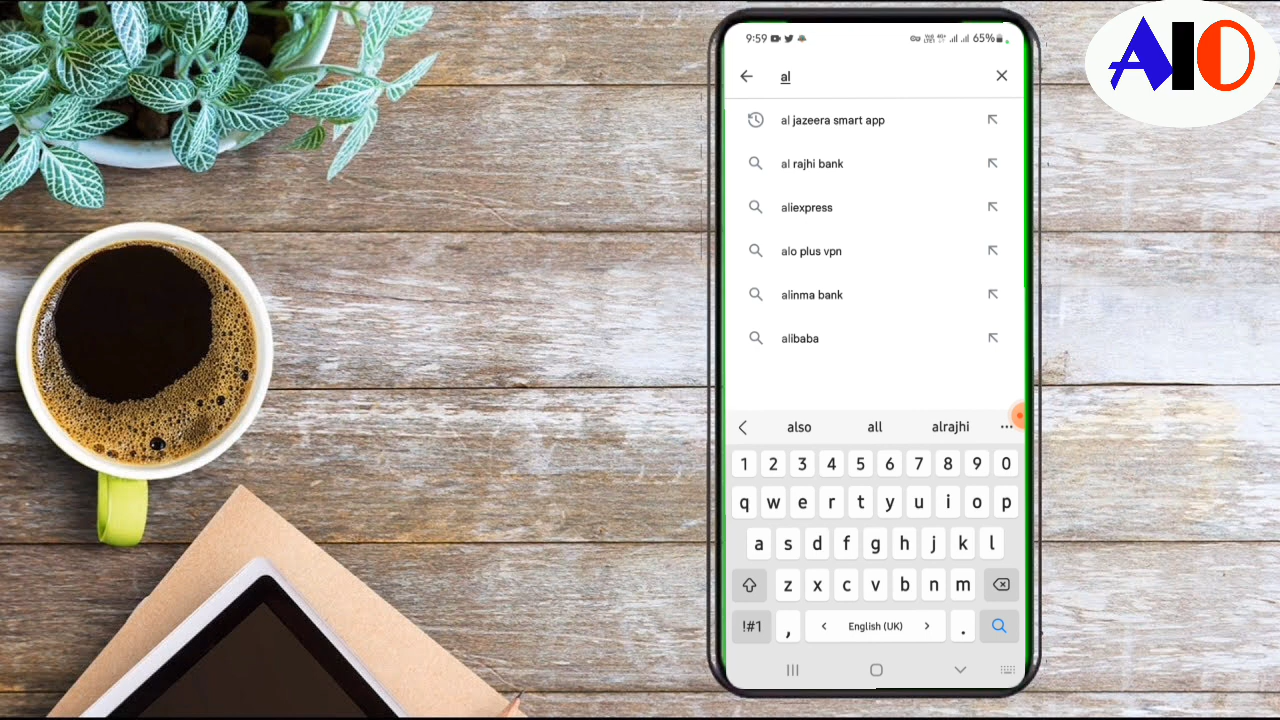 AIO
9:59 65%
al
al jazeera smart app
al rajhi bank
aliexpress
alo plus vpn
alinma bank
alibaba
also all alrajhi
1 2 3 4 5 6 7 8 9 0
q w e r t y u i o p
a s d f g h j k l
z x c v b n m
!#1 , English (UK) .